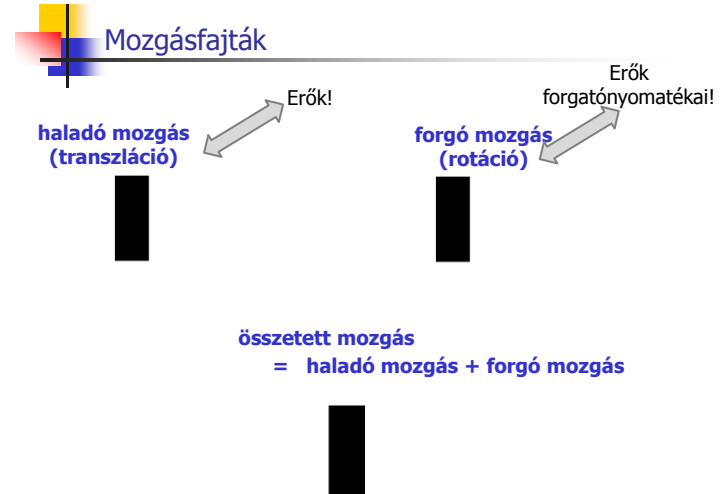 Mozgásfajták
Erők!
haladó mozgás
(transzláció)
Erők
forgatónyomatékai!
forgó mozgás
(rotáció)
összetett mozgás
= haladó mozgás + forgó mozgás